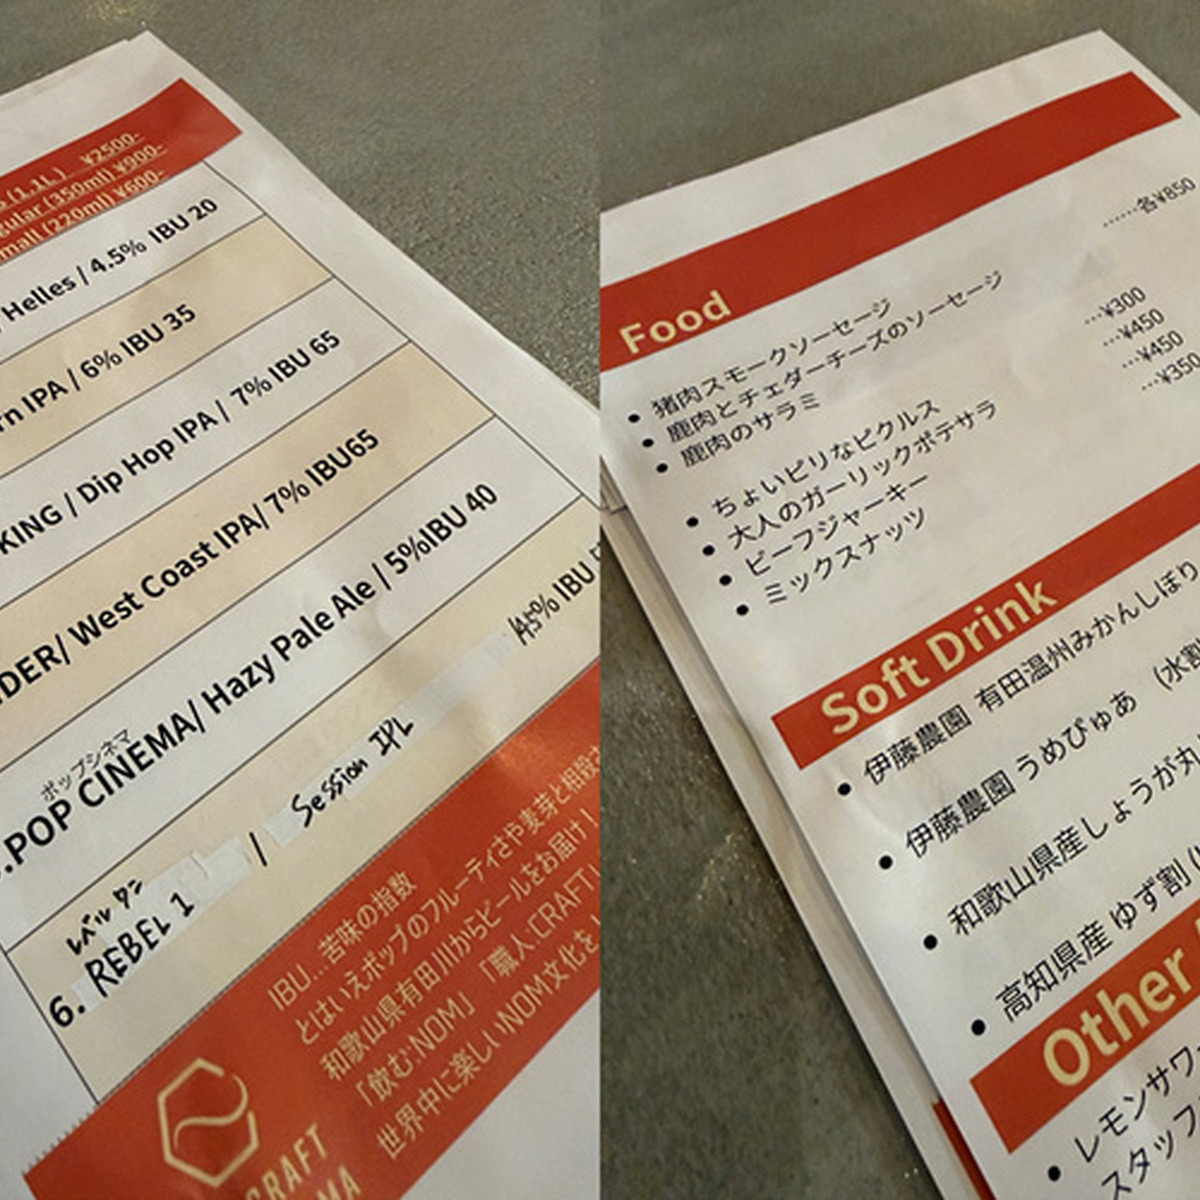 (1,1L) ¥2500-
gular (350ml) ¥900-
mall (220ml) ¥600-
Helles / 4.5% IBU 20
rn IPA / 6% IBU 35
KING / Dip Hop IPA / 7% IBU 65
DER/ West Coast IPA/ 7% IBU65
ポップシネマ
.POP CINEMA/ Hazy Pale Ale / 5%IBU 40
レベル ワン
6. REBEL 1 / Session IPL /4.5% IBU
IBU…苦味の指数
とはいえホップのフルーティさや麦芽と相殺
和歌山県有田川からビールをお届け!
「飲む:NOM」「職人:CRAFT
世界中に楽しいNOM文化を
CRAFT
MA
Food
猪肉スモークソーセージ ……各¥850
鹿肉とチェダーチーズのソーセージ
鹿肉のサラミ
ちょいピリなピクルス …¥300
大人のガーリックポテサラ …¥450
ビーフジャーキー …¥450
ミックスナッツ …¥350
Soft Drink
伊藤農園 有田温州みかんしぼり
伊藤農園 うめぴゅあ (水割
和歌山県産しょうが丸
高知県産 ゆず割
Other
レモンサワ
スタッフ